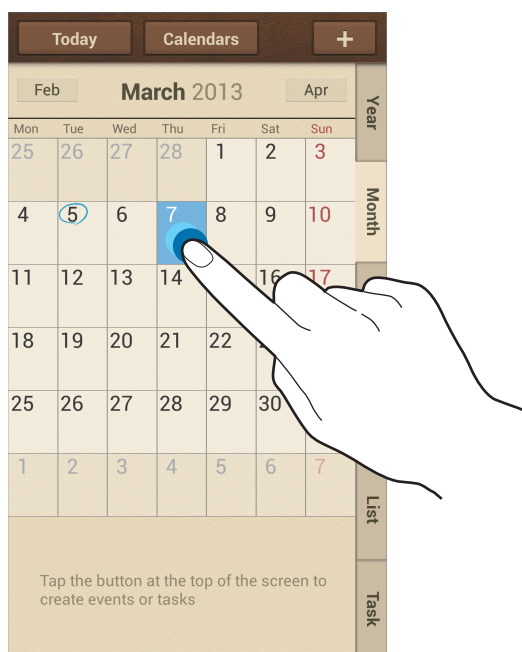 Today Calendars +
Feb March 2013 Apr
Mon Tue Wed Thu Fri Sat Sun
25 26 27 28 1 2 3
4 5 6 7 8 9 10
11 12 13 14 16 17
18 19 20 21 22
25 26 27 28 29 30
1 2 3 4 5 6 7
Tap the button at the top of the screen to
create events or tasks
Year
Month
List
Task